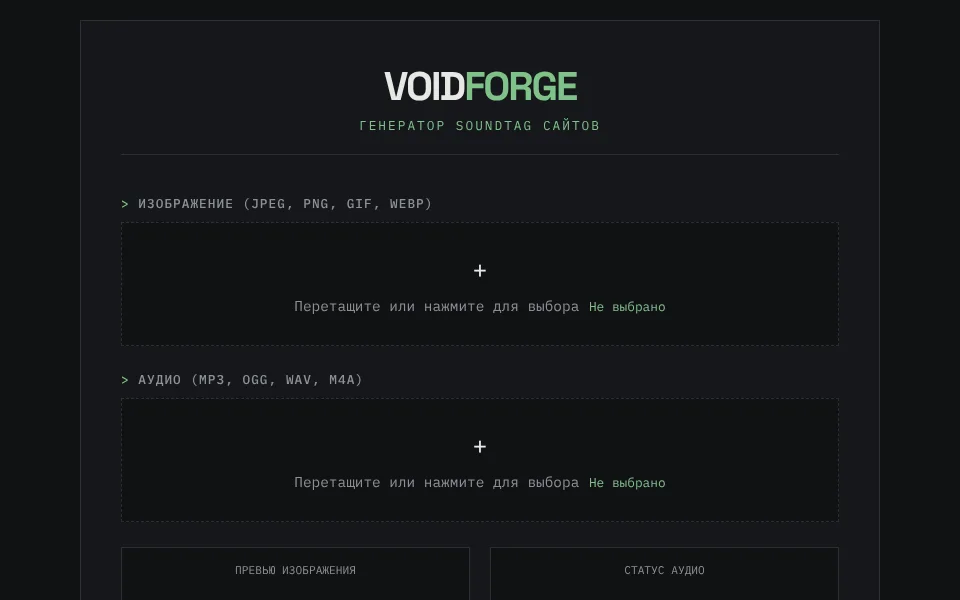 VOIDFORGE
ГЕНЕРАТОР SOUNDTAG САЙТОВ
> ИЗОБРАЖЕНИЕ (JPEG, PNG, GIF, WEBP)
+
Перетащите или нажмите для выбора Не выбрано
> АУДИО (MP3, OGG, WAV, M4A)
+
Перетащите или нажмите для выбора Не выбрано
ПРЕВЬЮ ИЗОБРАЖЕНИЯ
СТАТУС АУДИО